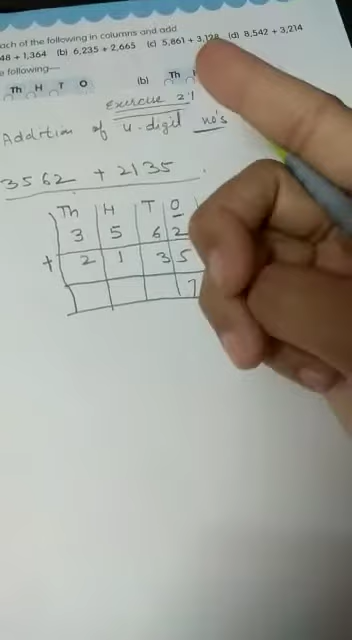 ach of the following in columns and add
48 + 1,364 (b) 6,235 + 2,665 (c) 5,861 + 3,128 (d) 8,542 + 3,214
e following—
Th H T O (b) Th
exercise 21
Addition of 4-digit no's
3562 + 2135
Th H T O
3 5 6 2
+ 2 1 3 5
7